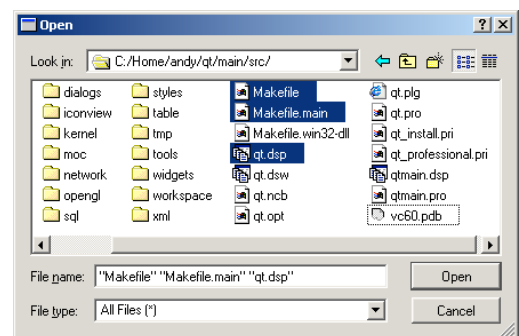 Open
Look in: C:/Home/andy/qt/main/src/
dialogs styles Makefile qt.plg
iconview table Makefile.main qt.pro
kernel tmp Makefile.win32-dll qt_install.pri
moc tools qt.dsp qt_professional.pri
network widgets qt.dsw qtmain.dsp
opengl workspace qt.ncb qtmain.pro
sql xml qt.opt vc60.pdb
File name: "Makefile" "Makefile.main" "qt.dsp" Open
File type: All Files (*) Cancel